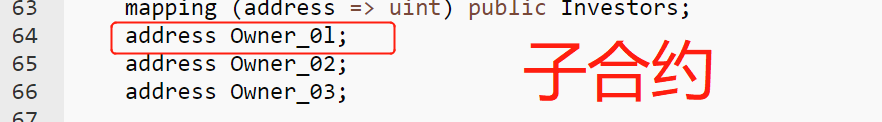 63 mapping (address => uint) public Investors;
64 address Owner_0l;
65 address Owner_02;
66 address Owner_03;
子合约
67